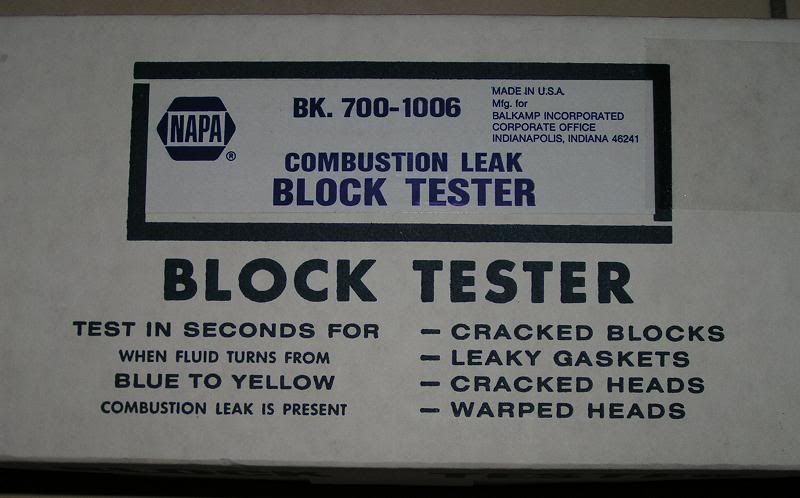 NAPA
®
BK. 700-1006
MADE IN U.S.A.
Mfg. for
BALKAMP INCORPORATED
CORPORATE OFFICE
INDIANAPOLIS, INDIANA 46241
COMBUSTION LEAK
BLOCK TESTER
BLOCK TESTER
TEST IN SECONDS FOR
WHEN FLUID TURNS FROM
BLUE TO YELLOW
COMBUSTION LEAK IS PRESENT
– CRACKED BLOCKS
– LEAKY GASKETS
– CRACKED HEADS
– WARPED HEADS